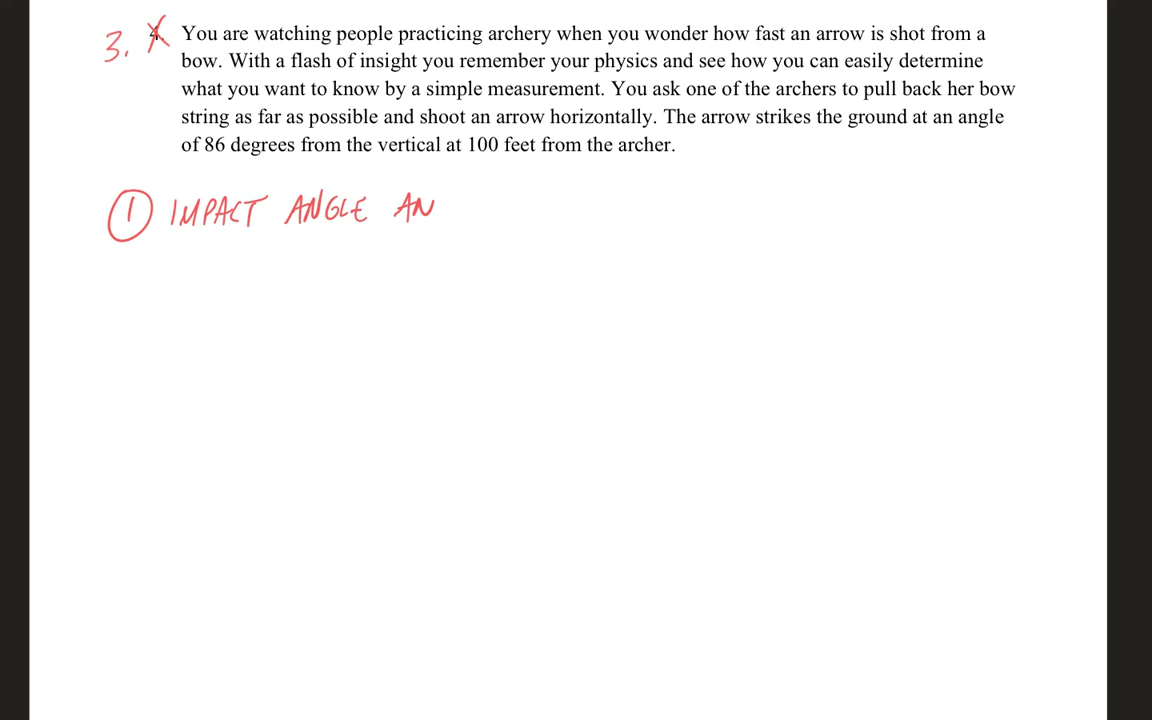 3. 4. You are watching people practicing archery when you wonder how fast an arrow is shot from a
bow. With a flash of insight you remember your physics and see how you can easily determine
what you want to know by a simple measurement. You ask one of the archers to pull back her bow
string as far as possible and shoot an arrow horizontally. The arrow strikes the ground at an angle
of 86 degrees from the vertical at 100 feet from the archer.
① IMPACT ANGLE AN